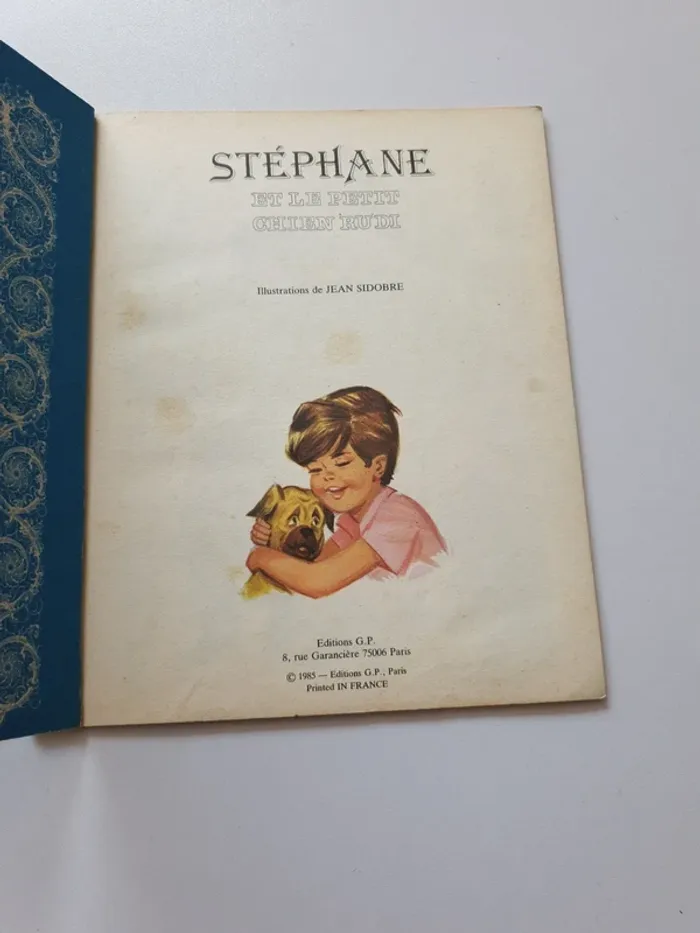 STÉPHANE
ET LE PETIT
CHIEN RUDI
Illustrations de JEAN SIDOBRE
Editions G.P.
8, rue Garancière 75006 Paris
© 1985 — Editions G.P., Paris
Printed IN FRANCE